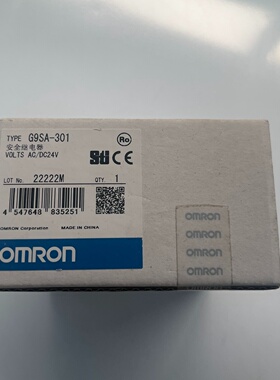 TYPE G9SA-301
安全继电器
VOLTS AC/DC24V
LOT No. 22222M
QTY. 1
4 547648 835251
OMRON Corporation MADE IN CHINA
OMRON
OMRON
OMRON
OMRON
OMRON